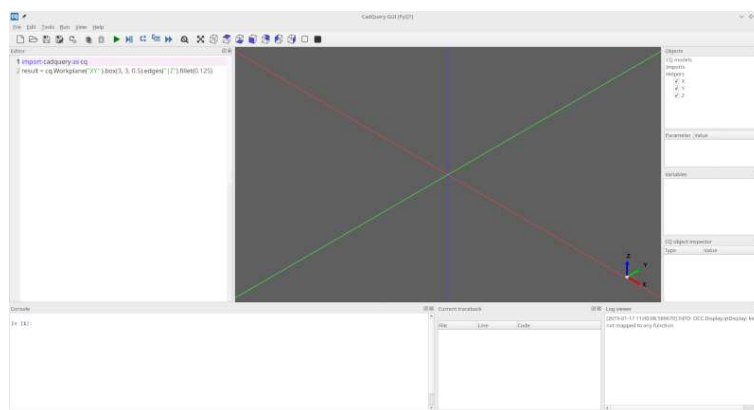 CadQuery GUI (PyQT)
File Edit Tools Run View Help
Editor
1 import cadquery as cq
2 result = cq.Workplane("XY" ).box(3, 3, 0.5).edges("|Z").fillet(0.125)
Z
Y
X
Objects
CQ models
Imports
Helpers
X
Y
Z
Parameter Value
Variables
CQ object inspector
Type Value
Console
In [1]:
Current traceback
File Line Code
Log viewer
not mapped to any function